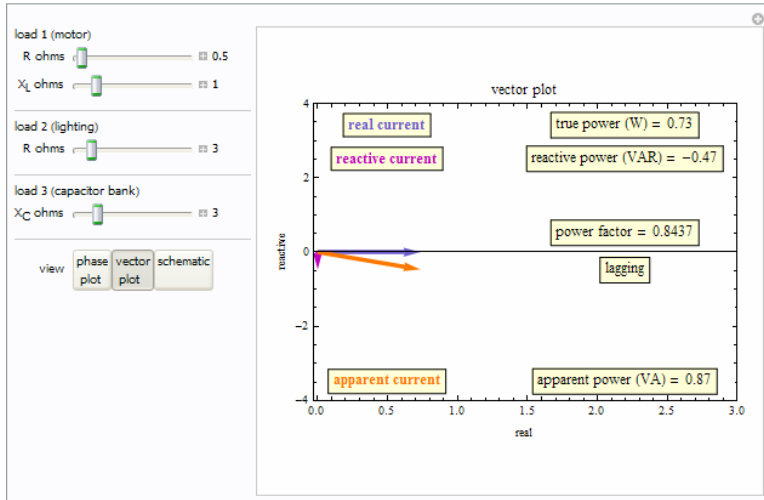 load 1 (motor)
R ohms 0.5
XL ohms 1
load 2 (lighting)
R ohms 3
load 3 (capacitor bank)
XC ohms 3
view
phase plot
vector plot
schematic
vector plot
real current
true power (W) = 0.73
reactive current
reactive power (VAR) = −0.47
power factor = 0.8437
lagging
apparent current
apparent power (VA) = 0.87
reactive
4
2
0
−2
−4
0.0 0.5 1.0 1.5 2.0 2.5 3.0
real